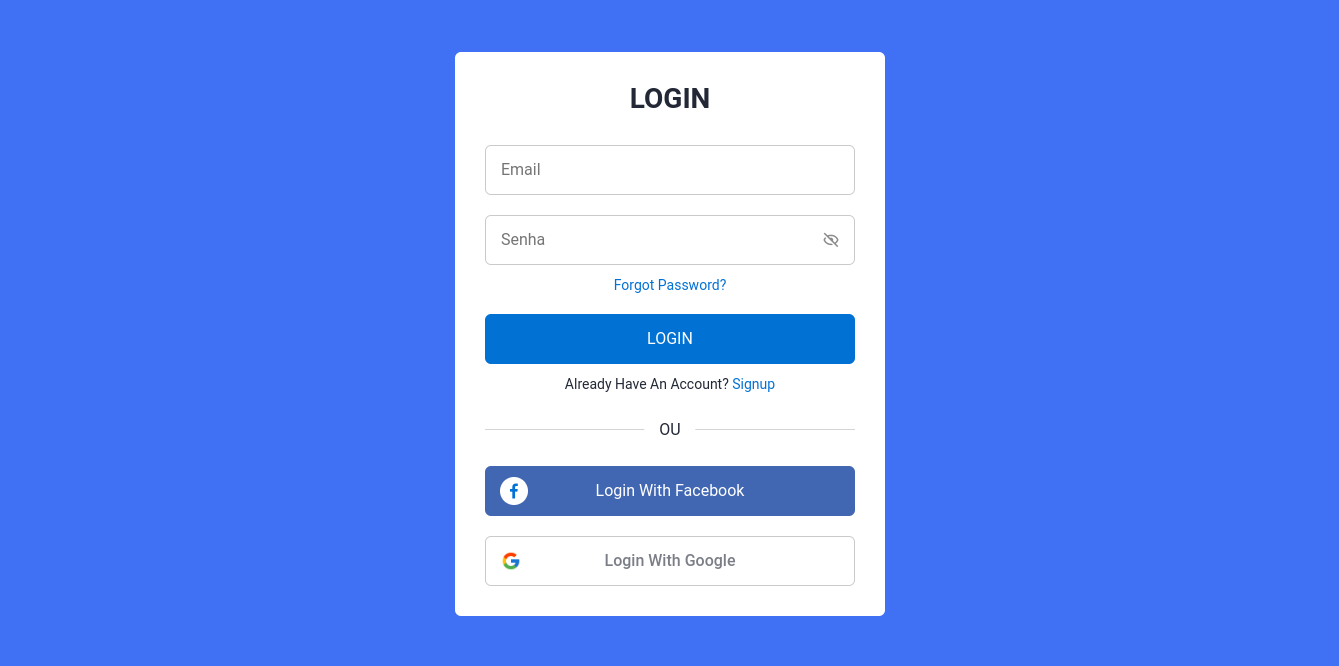 LOGIN
Email
Senha
Forgot Password?
LOGIN
Already Have An Account? Signup
OU
Login With Facebook
Login With Google